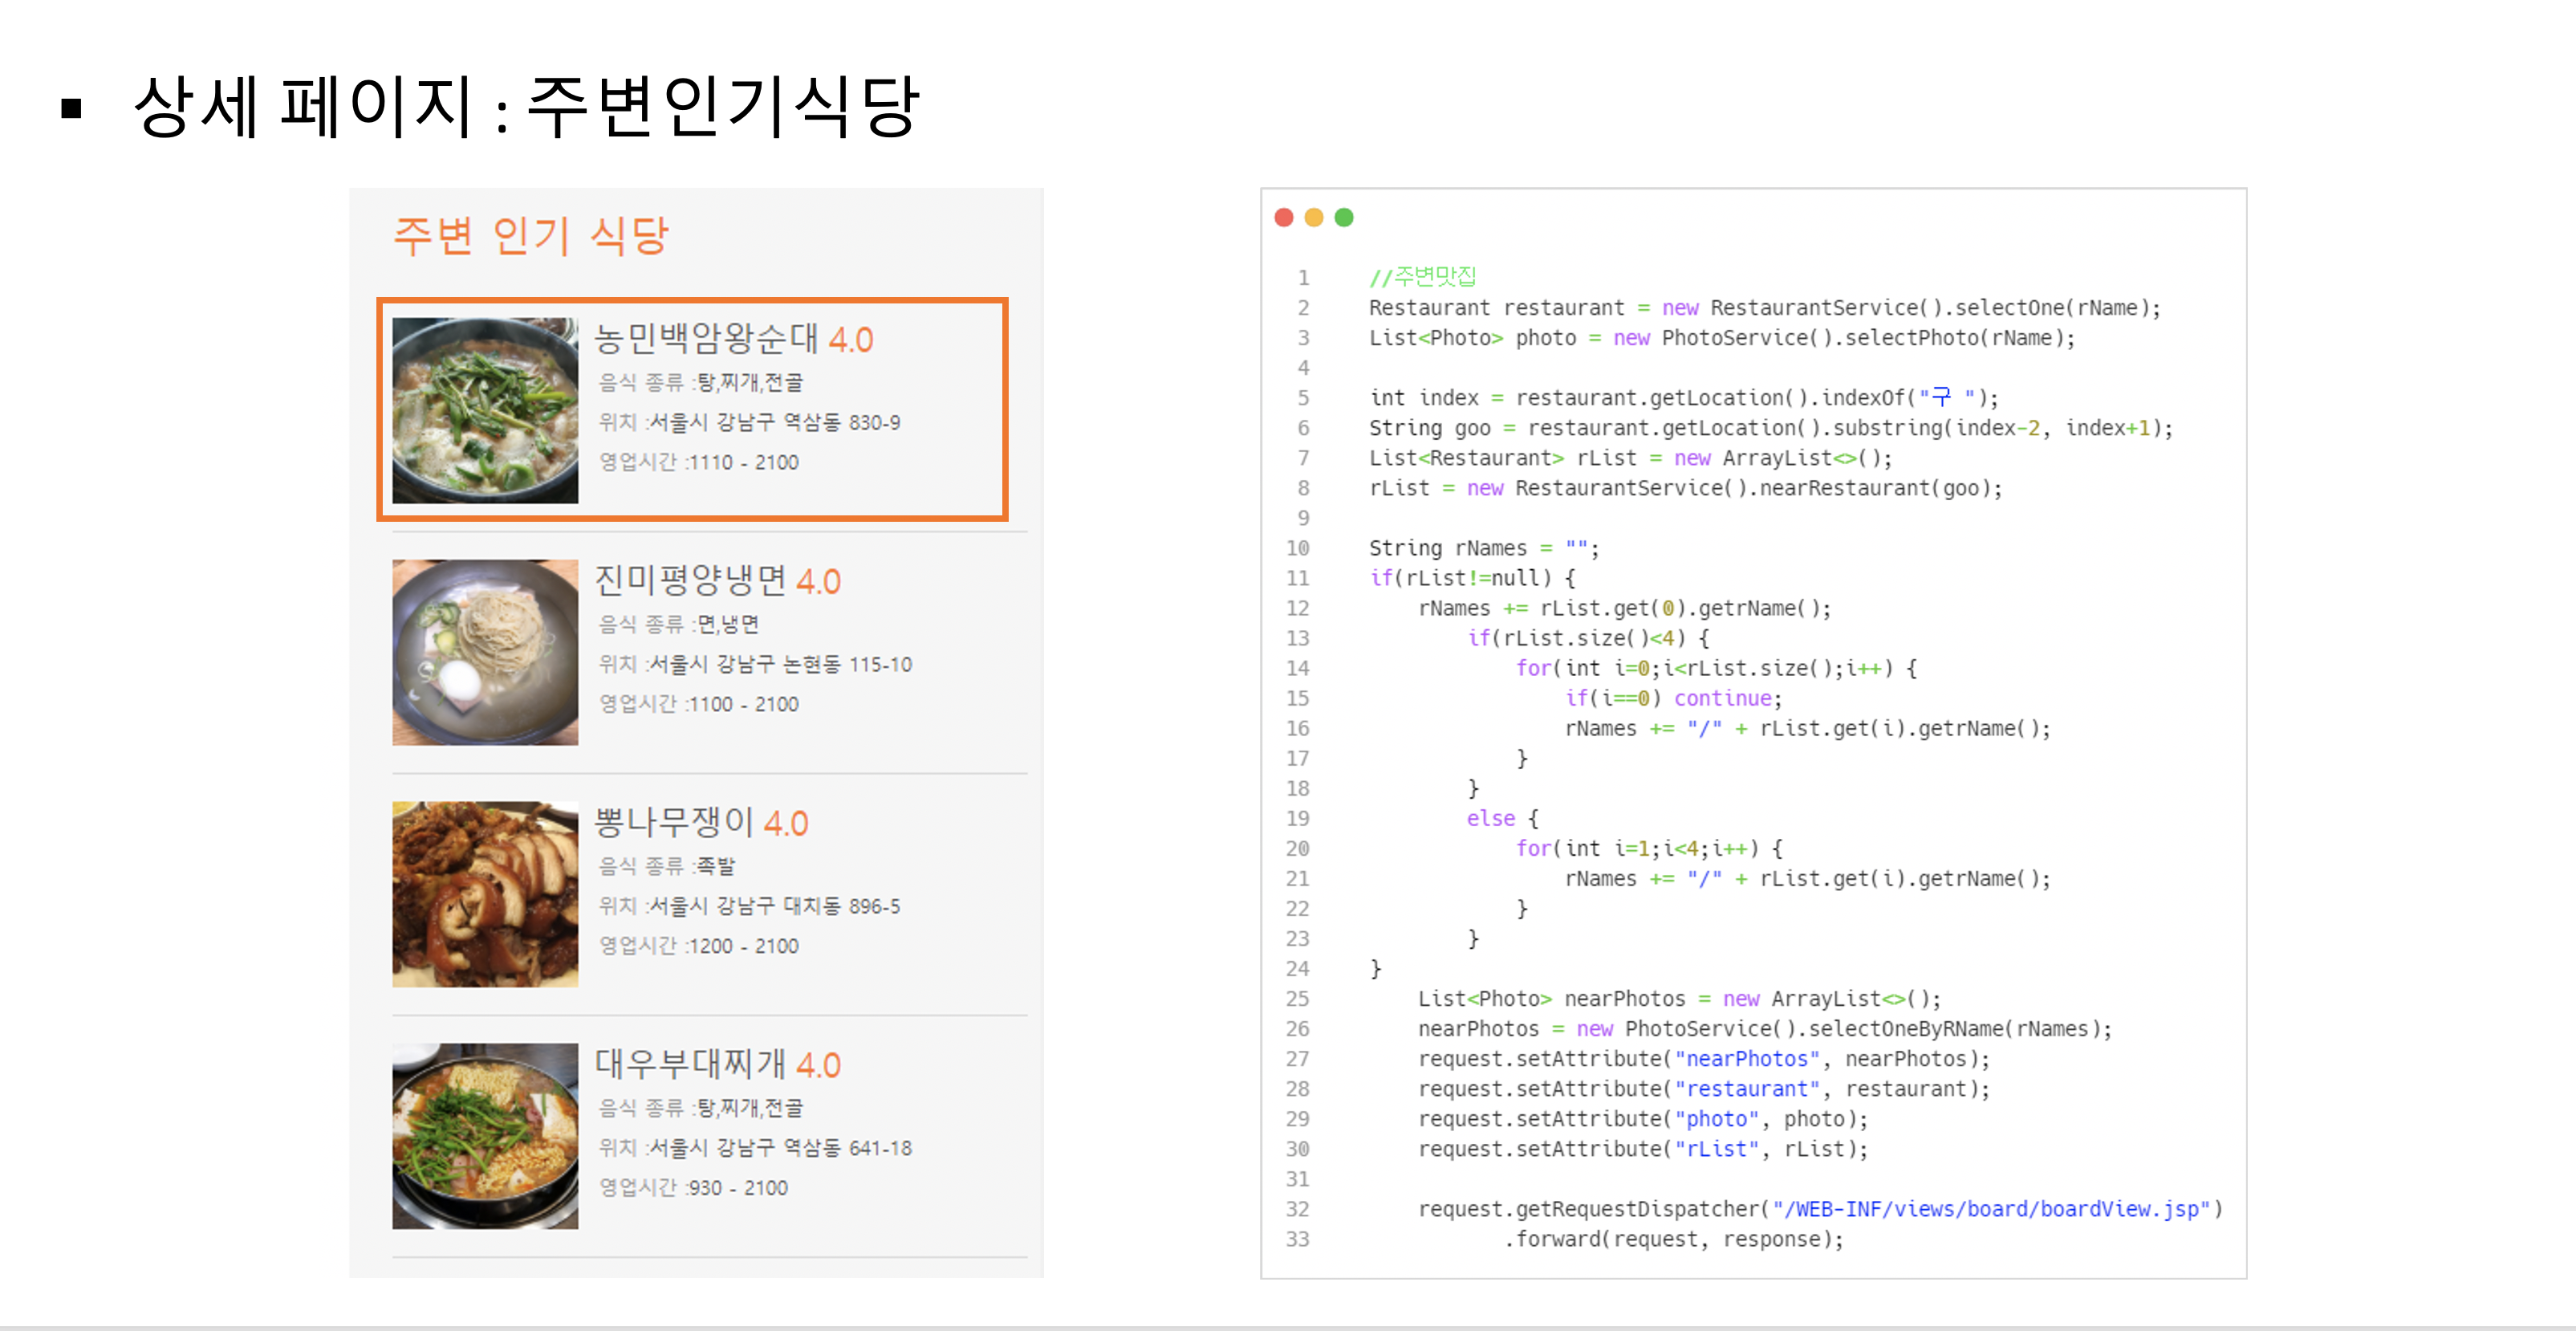 ▪ 상세 페이지 : 주변인기식당
주변 인기 식당
농민백암왕순대 4.0
음식 종류 :탕,찌개,전골
위치 :서울시 강남구 역삼동 830-9
영업시간 :1110 - 2100
진미평양냉면 4.0
음식 종류 :면,냉면
위치 :서울시 강남구 논현동 115-10
영업시간 :1100 - 2100
뽕나무쟁이 4.0
음식 종류 :족발
위치 :서울시 강남구 대치동 896-5
영업시간 :1200 - 2100
대우부대찌개 4.0
음식 종류 :탕,찌개,전골
위치 :서울시 강남구 역삼동 641-18
영업시간 :930 - 2100
1 //주변맛집
2 Restaurant restaurant = new RestaurantService().selectOne(rName);
3 List<Photo> photo = new PhotoService().selectPhoto(rName);
4
5 int index = restaurant.getLocation().indexOf("구 ");
6 String goo = restaurant.getLocation().substring(index-2, index+1);
7 List<Restaurant> rList = new ArrayList<>();
8 rList = new RestaurantService().nearRestaurant(goo);
9
10 String rNames = "";
11 if(rList!=null) {
12 rNames += rList.get(0).getrName();
13 if(rList.size()<4) {
14 for(int i=0;i<rList.size();i++) {
15 if(i==0) continue;
16 rNames += "/" + rList.get(i).getrName();
17 }
18 }
19 else {
20 for(int i=1;i<4;i++) {
21 rNames += "/" + rList.get(i).getrName();
22 }
23 }
24 }
25 List<Photo> nearPhotos = new ArrayList<>();
26 nearPhotos = new PhotoService().selectOneByRName(rNames);
27 request.setAttribute("nearPhotos", nearPhotos);
28 request.setAttribute("restaurant", restaurant);
29 request.setAttribute("photo", photo);
30 request.setAttribute("rList", rList);
31
32 request.getRequestDispatcher("/WEB-INF/views/board/boardView.jsp")
33 .forward(request, response);